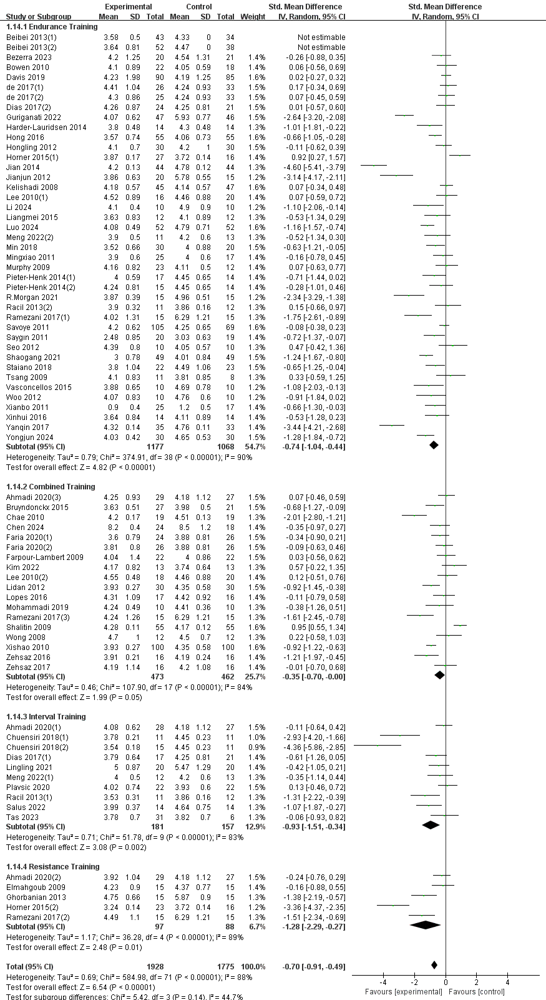 Experimental Control Std. Mean Difference Std. Mean Difference
Study or Subgroup Mean SD Total Mean SD Total Weight IV, Random, 95% CI IV, Random, 95% CI
1.14.1 Endurance Training
Beibei 2013(1) 3.58 0.5 43 4.33 0 34 Not estimable
Beibei 2013(2) 3.64 0.81 52 4.47 0 38 Not estimable
Bezerra 2023 4.2 1.25 20 4.54 1.31 21 1.4% -0.26 [-0.88, 0.35]
Bowen 2010 4.1 0.89 22 4.05 0.59 18 1.4% 0.06 [-0.56, 0.69]
Davis 2019 4.23 1.98 90 4.19 1.25 85 1.6% 0.02 [-0.27, 0.32]
de 2017(1) 4.41 1.04 26 4.24 0.93 33 1.5% 0.17 [-0.34, 0.69]
de 2017(2) 4.3 0.86 25 4.24 0.93 33 1.5% 0.07 [-0.45, 0.59]
Dias 2017(2) 4.26 0.87 24 4.25 0.81 21 1.5% 0.01 [-0.57, 0.60]
Guriganati 2022 4.07 0.62 47 5.93 0.77 46 1.5% -2.64 [-3.20, -2.08]
Harder-Lauridsen 2014 3.8 0.48 14 4.3 0.48 14 1.3% -1.01 [-1.81, -0.22]
Hong 2016 3.57 0.74 55 4.06 0.73 55 1.5% -0.66 [-1.05, -0.28]
Hongling 2012 4.1 0.7 30 4.2 1 30 1.5% -0.11 [-0.62, 0.39]
Horner 2015(1) 3.87 0.17 27 3.72 0.14 16 1.4% 0.92 [0.27, 1.57]
Jian 2014 4.2 0.13 44 4.78 0.12 44 1.3% -4.60 [-5.41, -3.79]
Jianjun 2012 3.86 0.63 20 5.78 0.55 15 1.2% -3.14 [-4.17, -2.11]
Kelishadi 2008 4.18 0.57 45 4.14 0.57 47 1.5% 0.07 [-0.34, 0.48]
Lee 2010(1) 4.52 0.89 16 4.46 0.88 20 1.4% 0.07 [-0.59, 0.72]
Li 2024 4.1 0.4 10 4.9 0.9 10 1.2% -1.10 [-2.06, -0.14]
Liangmei 2015 3.63 0.83 12 4.1 0.89 12 1.3% -0.53 [-1.34, 0.29]
Luo 2024 4.08 0.49 52 4.79 0.71 52 1.5% -1.16 [-1.57, -0.74]
Meng 2022(2) 3.9 0.5 11 4.2 0.6 13 1.3% -0.52 [-1.34, 0.30]
Min 2018 3.52 0.66 30 4 0.88 20 1.5% -0.63 [-1.21, -0.05]
Mingxiao 2011 3.9 0.6 25 4 0.6 17 1.4% -0.16 [-0.78, 0.45]
Murphy 2009 4.16 0.82 23 4.11 0.5 12 1.4% 0.07 [-0.63, 0.77]
Pieter-Henk 2014(1) 4 0.59 17 4.45 0.65 14 1.4% -0.71 [-1.44, 0.02]
Pieter-Henk 2014(2) 4.24 0.81 15 4.45 0.65 14 1.4% -0.28 [-1.01, 0.46]
R.Morgan 2021 3.87 0.39 15 4.96 0.51 15 1.2% -2.34 [-3.29, -1.38]
Racil 2013(2) 3.9 0.32 11 3.86 0.16 12 1.3% 0.15 [-0.66, 0.97]
Ramezani 2017(1) 4.02 1.31 15 6.29 1.21 15 1.3% -1.75 [-2.61, -0.89]
Savoye 2011 4.2 0.62 105 4.25 0.65 69 1.6% -0.08 [-0.38, 0.23]
Saygın 2011 2.48 0.85 20 3.03 0.63 19 1.4% -0.72 [-1.37, -0.07]
Seo 2012 4.39 0.8 10 4.05 0.57 10 1.3% 0.47 [-0.42, 1.36]
Shaogang 2021 3 0.78 49 4.01 0.84 49 1.5% -1.24 [-1.67, -0.80]
Staiano 2018 3.8 1.04 22 4.49 1.06 23 1.4% -0.65 [-1.25, -0.04]
Tsang 2009 4.1 0.83 11 3.81 0.85 8 1.2% 0.33 [-0.59, 1.25]
Vasconcellos 2015 3.88 0.65 10 4.69 0.78 10 1.2% -1.08 [-2.03, -0.13]
Woo 2012 4.07 0.83 10 4.76 0.6 10 1.2% -0.91 [-1.84, 0.02]
Xianbo 2011 0.9 0.4 25 1.2 0.5 17 1.4% -0.66 [-1.30, -0.03]
Xinhui 2016 3.64 0.84 14 4.11 0.89 14 1.4% -0.53 [-1.28, 0.23]
Yanqin 2017 4.32 0.14 35 4.76 0.11 33 1.3% -3.44 [-4.21, -2.68]
Yongjun 2024 4.03 0.42 30 4.65 0.53 30 1.5% -1.28 [-1.84, -0.72]
Subtotal (95% CI) 1177 1068 54.7% -0.74 [-1.04, -0.44]
Heterogeneity: Tau² = 0.79; Chi² = 374.91, df = 38 (P < 0.00001); I² = 90%
Test for overall effect: Z = 4.82 (P < 0.00001)
1.14.2 Combined Training
Ahmadi 2020(3) 4.25 0.93 29 4.18 1.12 27 1.5% 0.07 [-0.46, 0.59]
Bruyndonckx 2015 3.63 0.51 27 3.98 0.5 21 1.5% -0.68 [-1.27, -0.09]
Chae 2010 4.2 0.17 19 4.51 0.13 19 1.3% -2.01 [-2.80, -1.21]
Chen 2024 8.2 0.4 24 8.5 1.2 18 1.4% -0.35 [-0.97, 0.27]
Faria 2020(1) 3.6 0.79 24 3.88 0.81 26 1.5% -0.34 [-0.90, 0.21]
Faria 2020(2) 3.81 0.8 26 3.88 0.81 26 1.5% -0.09 [-0.63, 0.46]
Farpour-Lambert 2009 4.04 1.4 22 4 0.86 22 1.4% 0.03 [-0.56, 0.62]
Kim 2022 4.17 0.82 13 3.74 0.64 13 1.3% 0.57 [-0.22, 1.35]
Lee 2010(2) 4.55 0.48 18 4.46 0.88 20 1.4% 0.12 [-0.51, 0.76]
Lidan 2012 3.93 0.27 30 4.35 0.58 30 1.5% -0.92 [-1.45, -0.38]
Lopes 2016 4.31 1.09 17 4.42 0.92 16 1.4% -0.11 [-0.79, 0.58]
Mohammadi 2019 4.24 0.49 10 4.41 0.36 10 1.3% -0.38 [-1.26, 0.51]
Ramezani 2017(3) 4.24 1.26 15 6.29 1.21 15 1.3% -1.61 [-2.45, -0.78]
Shalitin 2009 4.28 0.11 55 4.17 0.12 55 1.5% 0.95 [0.55, 1.34]
Wong 2008 4.7 1 12 4.5 0.7 12 1.3% 0.22 [-0.58, 1.03]
Xishao 2010 3.93 0.27 100 4.35 0.58 100 1.6% -0.92 [-1.22, -0.63]
Zehsaz 2016 3.91 0.21 16 4.19 0.24 16 1.4% -1.21 [-1.97, -0.45]
Zehsaz 2017 4.19 1.14 16 4.2 1.08 16 1.4% -0.01 [-0.70, 0.68]
Subtotal (95% CI) 473 462 25.7% -0.35 [-0.70, -0.00]
Heterogeneity: Tau² = 0.46; Chi² = 107.90, df = 17 (P < 0.00001); I² = 84%
Test for overall effect: Z = 1.99 (P = 0.05)
1.14.3 Interval Training
Ahmadi 2020(1) 4.08 0.62 28 4.18 1.12 27 1.5% -0.11 [-0.64, 0.42]
Chuensiri 2018(1) 3.78 0.21 11 4.45 0.23 11 1.0% -2.93 [-4.20, -1.66]
Chuensiri 2018(2) 3.54 0.18 15 4.45 0.23 11 0.9% -4.36 [-5.86, -2.85]
Dias 2017(1) 3.79 0.64 17 4.25 0.81 21 1.4% -0.61 [-1.26, 0.05]
Lingling 2021 5 0.87 20 5.47 1.29 20 1.4% -0.42 [-1.05, 0.21]
Meng 2022(1) 4 0.5 12 4.2 0.6 13 1.4% -0.35 [-1.14, 0.44]
Plavsic 2020 4.02 0.74 22 3.93 0.6 22 1.4% 0.13 [-0.46, 0.72]
Racil 2013(1) 3.53 0.31 11 3.86 0.16 12 1.3% -1.31 [-2.22, -0.39]
Salus 2022 3.99 0.37 14 4.64 0.75 14 1.3% -1.07 [-1.87, -0.27]
Tas 2023 3.78 0.7 31 3.82 0.7 6 1.3% -0.06 [-0.93, 0.82]
Subtotal (95% CI) 181 157 12.9% -0.93 [-1.51, -0.34]
Heterogeneity: Tau² = 0.71; Chi² = 51.78, df = 9 (P < 0.00001); I² = 83%
Test for overall effect: Z = 3.08 (P = 0.002)
1.14.4 Resistance Training
Ahmadi 2020(2) 3.92 1.04 29 4.18 1.12 27 1.5% -0.24 [-0.76, 0.29]
Elmahgoub 2009 4.23 0.9 15 4.37 0.77 15 1.4% -0.16 [-0.88, 0.55]
Ghorbanian 2013 4.75 0.66 15 5.87 0.9 15 1.3% -1.38 [-2.19, -0.57]
Horner 2015(2) 3.24 0.14 23 3.72 0.14 16 1.2% -3.36 [-4.37, -2.35]
Ramezani 2017(2) 4.49 1.1 15 6.29 1.21 15 1.3% -1.51 [-2.34, -0.69]
Subtotal (95% CI) 97 88 6.7% -1.28 [-2.29, -0.27]
Heterogeneity: Tau² = 1.17; Chi² = 36.28, df = 4 (P < 0.00001); I² = 89%
Test for overall effect: Z = 2.48 (P = 0.01)
Total (95% CI) 1928 1775 100.0% -0.70 [-0.91, -0.49]
Heterogeneity: Tau² = 0.69; Chi² = 584.98, df = 71 (P < 0.00001); I² = 88%
Test for overall effect: Z = 6.54 (P < 0.00001)
Test for subgroup differences: Chi² = 5.42, df = 3 (P = 0.14), I² = 44.7%
-4 -2 0 2 4
Favours [experimental] Favours [control]